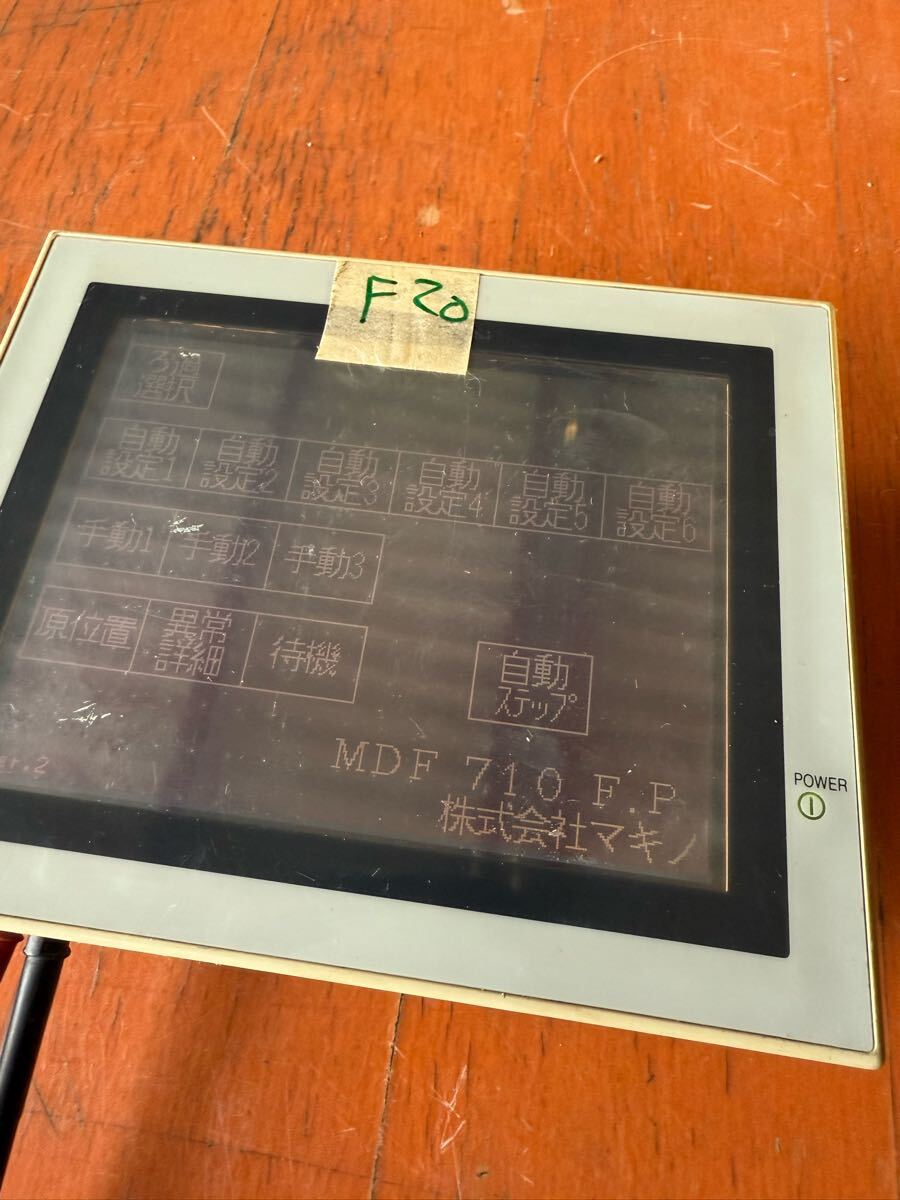 F20
ろ過
選択
自動
設定1
自動
設定2
自動
設定3
自動
設定4
自動
設定5
自動
設定6
手動1
手動2
手動3
原位置
異常
詳細
待機
自動
ステップ
MDF 710 F.P
株式会社マキノ
er.2
POWER